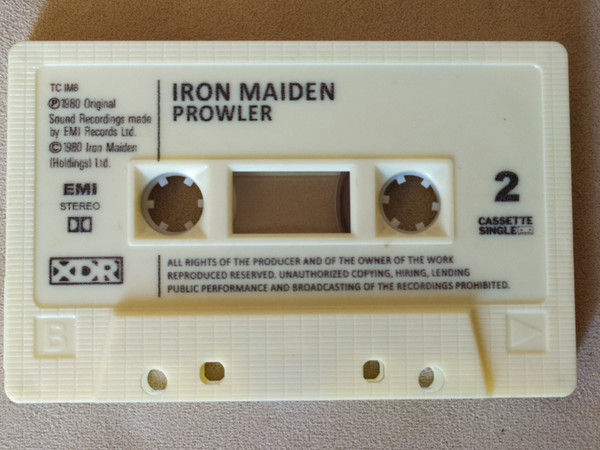 TC IM6
Ⓟ1980 Original
Sound Recordings made
by EMI Records Ltd.
©1980 Iron Maiden
(Holdings) Ltd.
EMI
STEREO
XDR
IRON MAIDEN
PROWLER
2
CASSETTE
SINGLE
ALL RIGHTS OF THE PRODUCER AND OF THE OWNER OF THE WORK
REPRODUCED RESERVED. UNAUTHORIZED COPYING, HIRING, LENDING
PUBLIC PERFORMANCE AND BROADCASTING OF THE RECORDINGS PROHIBITED.
B